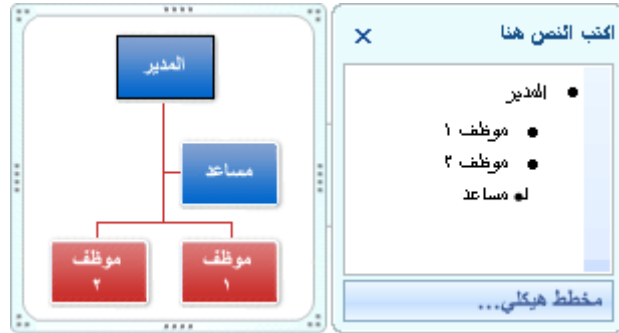 اكتب النص هنا
المدير
موظف ١
موظف ٢
مساعد
مخطط هيكلي...
المدير
مساعد
موظف
١
موظف
٢